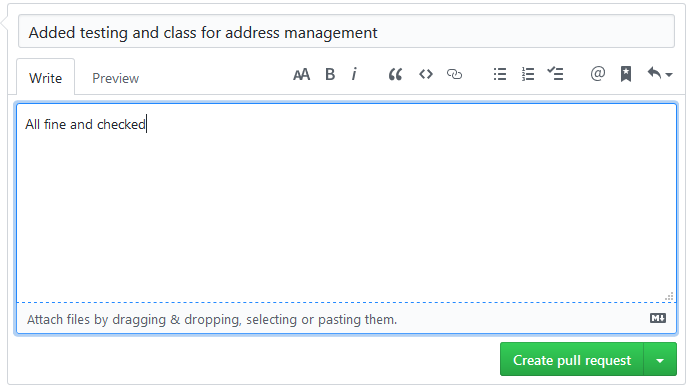 Added testing and class for address management
Write Preview AA B i @
All fine and checked
Attach files by dragging & dropping, selecting or pasting them.
M
Create pull request